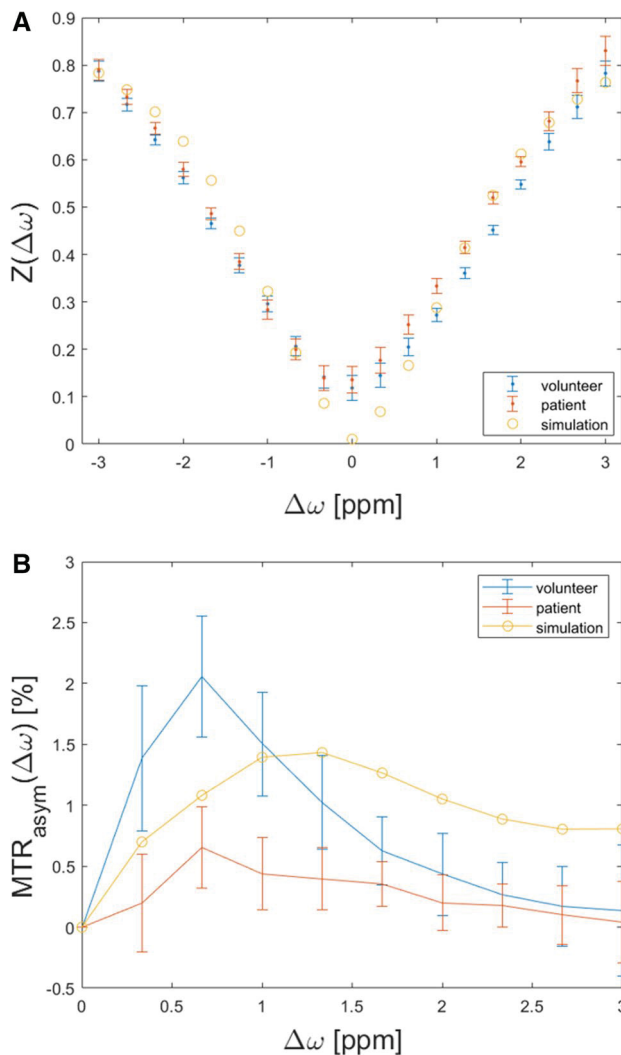 A
0.9
0.8
0.7
0.6
0.5
0.4
0.3
0.2
0.1
0
Z(Δω)
-3 -2 -1 0 1 2 3
Δω [ppm]
volunteer
patient
simulation
B
3
2.5
2
1.5
1
0.5
0
-0.5
MTRasym(Δω) [%]
0 0.5 1 1.5 2 2.5 3
Δω [ppm]
volunteer
patient
simulation